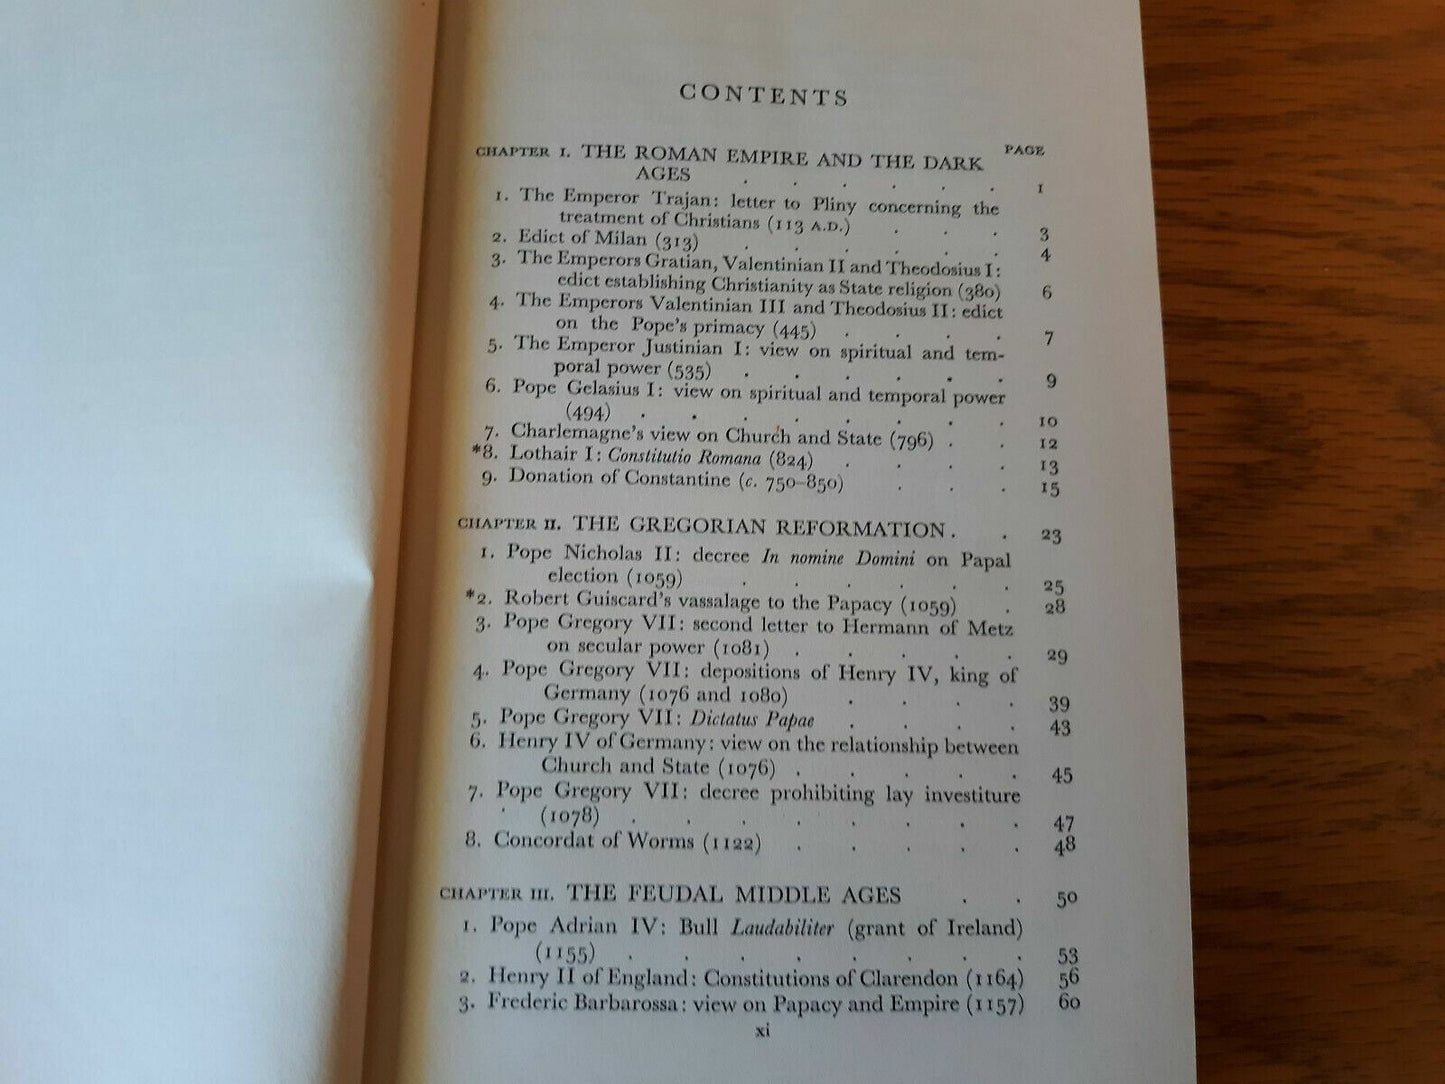 CONTENTS
PAGE
CHAPTER I. THE ROMAN EMPIRE AND THE DARK
AGES . . . . . . 1
1. The Emperor Trajan: letter to Pliny concerning the
treatment of Christians (113 A.D.) . . . 3
2. Edict of Milan (313) . . . . . . 4
3. The Emperors Gratian, Valentinian II and Theodosius I:
edict establishing Christianity as State religion (380) 6
4. The Emperors Valentinian III and Theodosius II: edict
on the Pope's primacy (445) . . . . 7
5. The Emperor Justinian I: view on spiritual and tem-
poral power (535) . . . . . . 9
6. Pope Gelasius I: view on spiritual and temporal power
(494) . . . . . . . . 10
7. Charlemagne's view on Church and State (796) . . 12
*8. Lothair I: Constitutio Romana (824) . . . . 13
9. Donation of Constantine (c. 750–850) . . . 15
CHAPTER II. THE GREGORIAN REFORMATION . . 23
1. Pope Nicholas II: decree In nomine Domini on Papal
election (1059) . . . . . . 25
*2. Robert Guiscard's vassalage to the Papacy (1059) . 28
3. Pope Gregory VII: second letter to Hermann of Metz
on secular power (1081) . . . . . 29
4. Pope Gregory VII: depositions of Henry IV, king of
Germany (1076 and 1080) . . . . 39
5. Pope Gregory VII: Dictatus Papae . . . . 43
6. Henry IV of Germany: view on the relationship between
Church and State (1076) . . . . . 45
7. Pope Gregory VII: decree prohibiting lay investiture
(1078) . . . . . . . . 47
8. Concordat of Worms (1122) . . . . . 48
CHAPTER III. THE FEUDAL MIDDLE AGES . . 50
1. Pope Adrian IV: Bull Laudabiliter (grant of Ireland)
(1155) . . . . . . . . 53
2. Henry II of England: Constitutions of Clarendon (1164) 56
3. Frederic Barbarossa: view on Papacy and Empire (1157) 60
xi